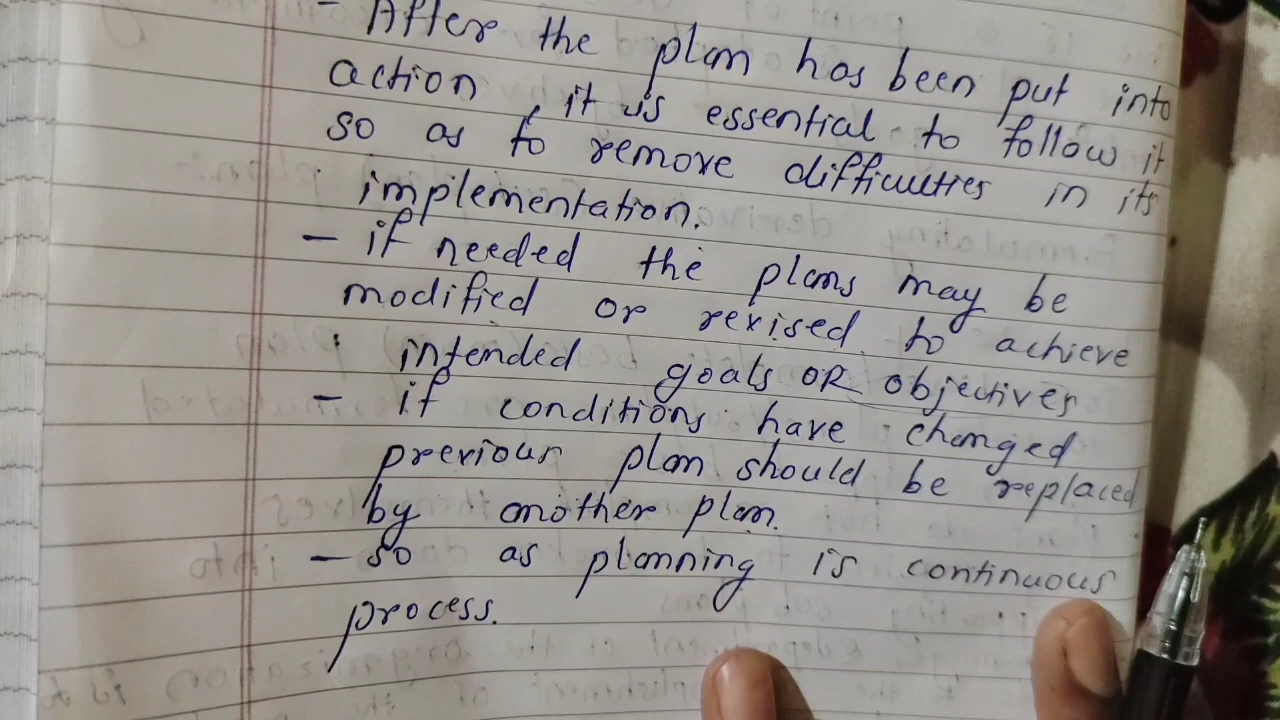 - After the plan has been put into
action, it is essential to follow it
so as to remove difficulties in its
implementation.
- if needed the plans may be
modified or revised to achieve
intended goals OR objectives
- if conditions have changed
previous plan should be replaced
by another plan.
- so as planning is continuous
process.